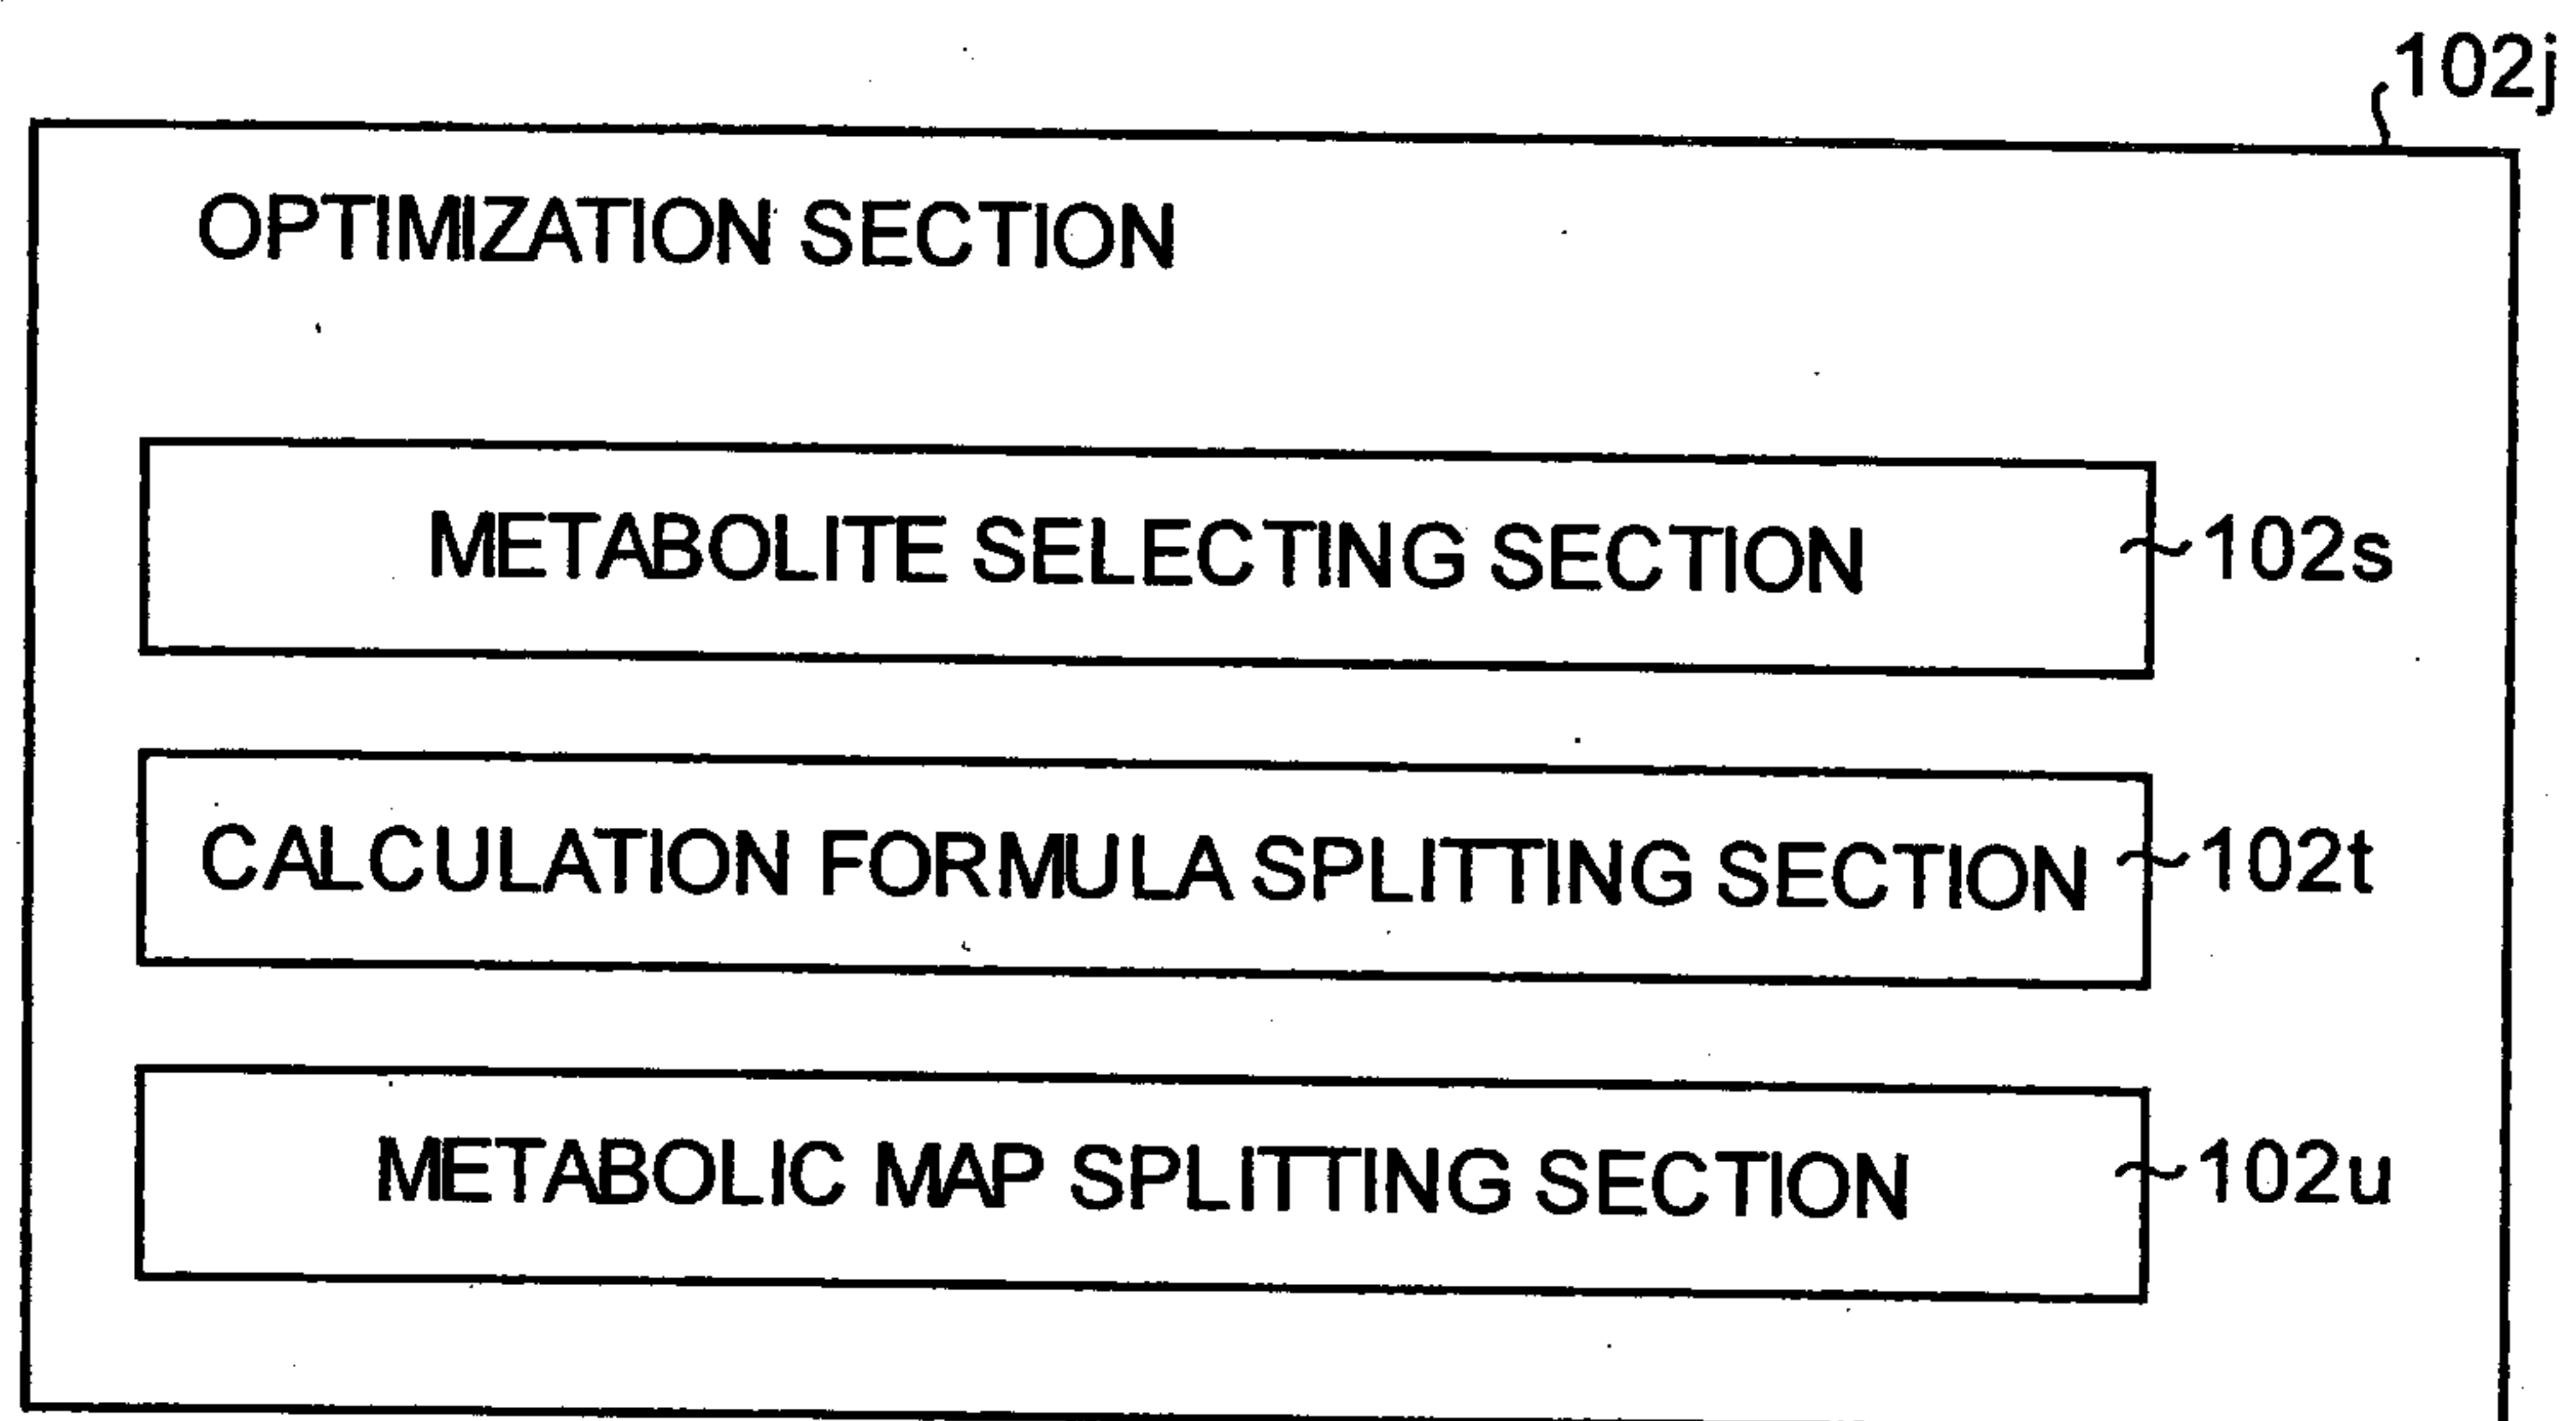 102j
OPTIMIZATION SECTION
METABOLITE SELECTING SECTION
102s
CALCULATION FORMULA SPLITTING SECTION
102t
METABOLIC MAP SPLITTING SECTION
102u